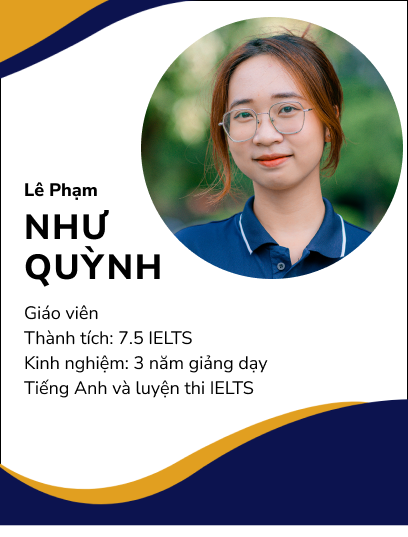 Lê Phạm
NHƯ
QUỲNH
Giáo viên
Thành tích: 7.5 IELTS
Kinh nghiệm: 3 năm giảng dạy
Tiếng Anh và luyện thi IELTS